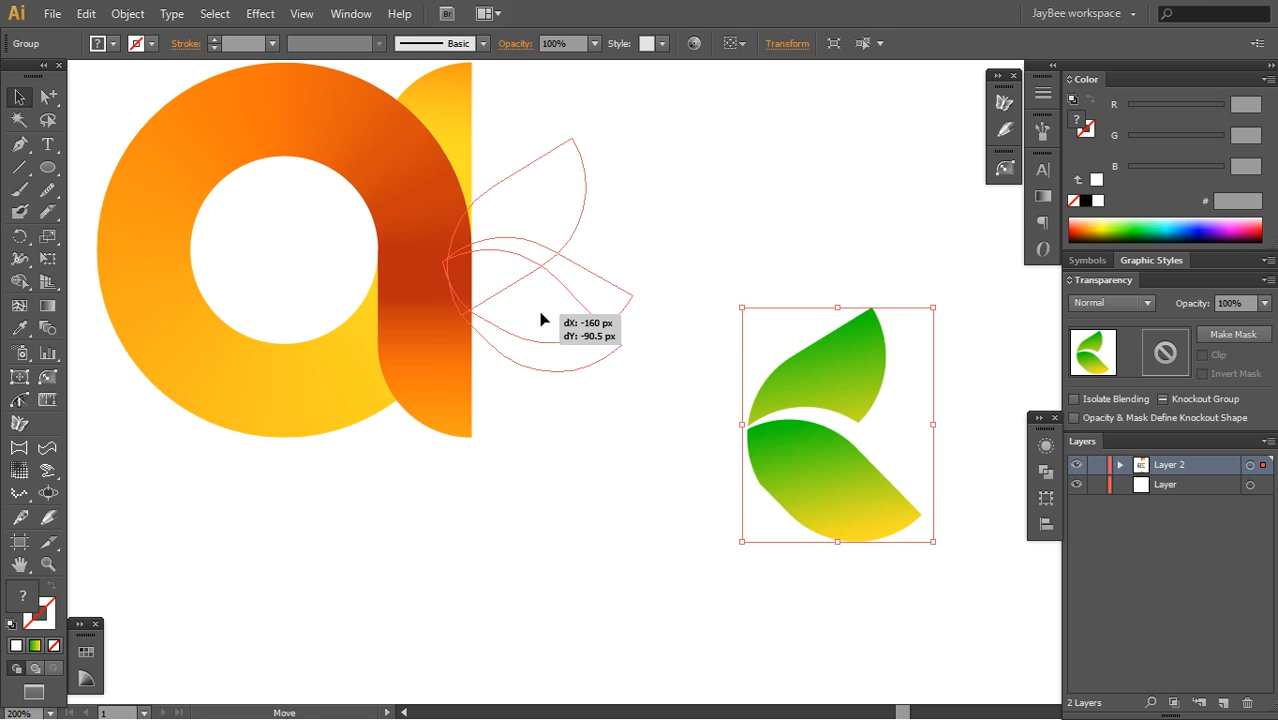 Ai File Edit Object Type Select Effect View Window Help Br JayBee workspace
Group Stroke: Basic Opacity: 100% Style: Transform
Color
R
G
B
#
Symbols Graphic Styles
Transparency
Normal Opacity: 100%
Make Mask
Clip
Invert Mask
Isolate Blending Knockout Group
Opacity & Mask Define Knockout Shape
Layers
Layer 2
Layer
dX: -160 px
dY: -90.5 px
?
200% 1 Move 2 Layers